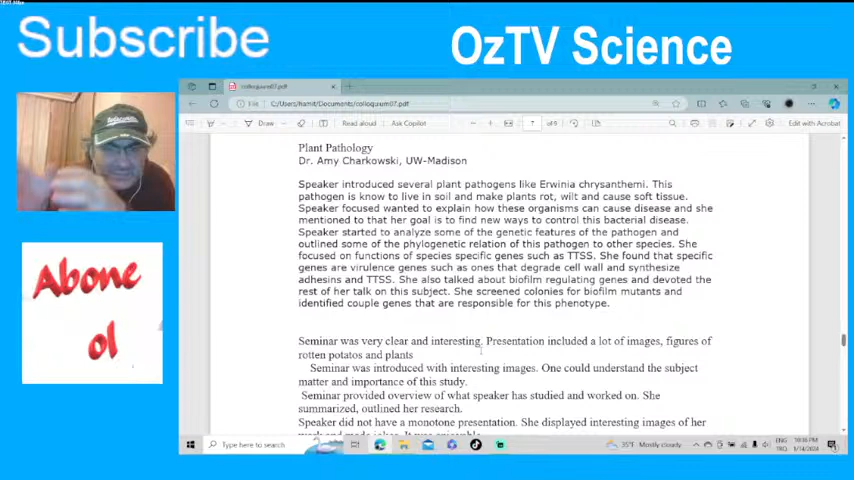 Subscribe
OzTV Science
colloquium07.pdf
File
C:/Users/hamit/Documents/colloquium07.pdf
Draw
Read aloud
Ask Copilot
7 of 9
Edit with Acrobat
Plant Pathology
Dr. Amy Charkowski, UW-Madison
Speaker introduced several plant pathogens like Erwinia chrysanthemi. This
pathogen is know to live in soil and make plants rot, wilt and cause soft tissue.
Speaker focused wanted to explain how these organisms can cause disease and she
mentioned to that her goal is to find new ways to control this bacterial disease.
Speaker started to analyze some of the genetic features of the pathogen and
outlined some of the phylogenetic relation of this pathogen to other species. She
focused on functions of species specific genes such as TTSS. She found that specific
genes are virulence genes such as ones that degrade cell wall and synthesize
adhesins and TTSS. She also talked about biofilm regulating genes and devoted the
rest of her talk on this subject. She screened colonies for biofilm mutants and
identified couple genes that are responsible for this phenotype.
Seminar was very clear and interesting. Presentation included a lot of images, figures of
rotten potatos and plants
Seminar was introduced with interesting images. One could understand the subject
matter and importance of this study.
Seminar provided overview of what speaker has studied and worked on. She
summarized, outlined her research.
Speaker did not have a monotone presentation. She displayed interesting images of her
Abone
ol
Type here to search
35°F Mostly cloudy
ENG
TRQ
1/14/2024